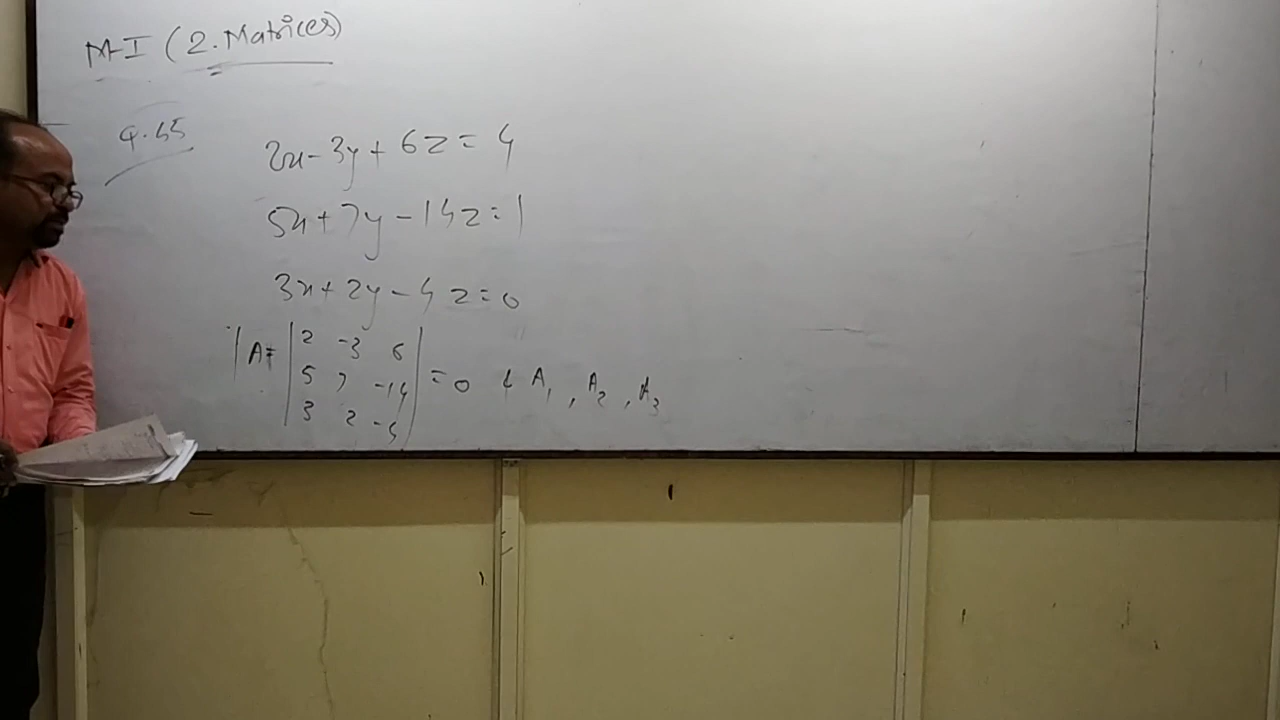 M-I (2. Matrices)
Q.45
2x - 3y + 6z = 4
5x + 7y - 14z = 1
3x + 2y - 4z = 0
|A| = | 2 -3 6 |
| 5 7 -14 | = 0 & A₁, A₂, A₃
| 3 2 -4 |